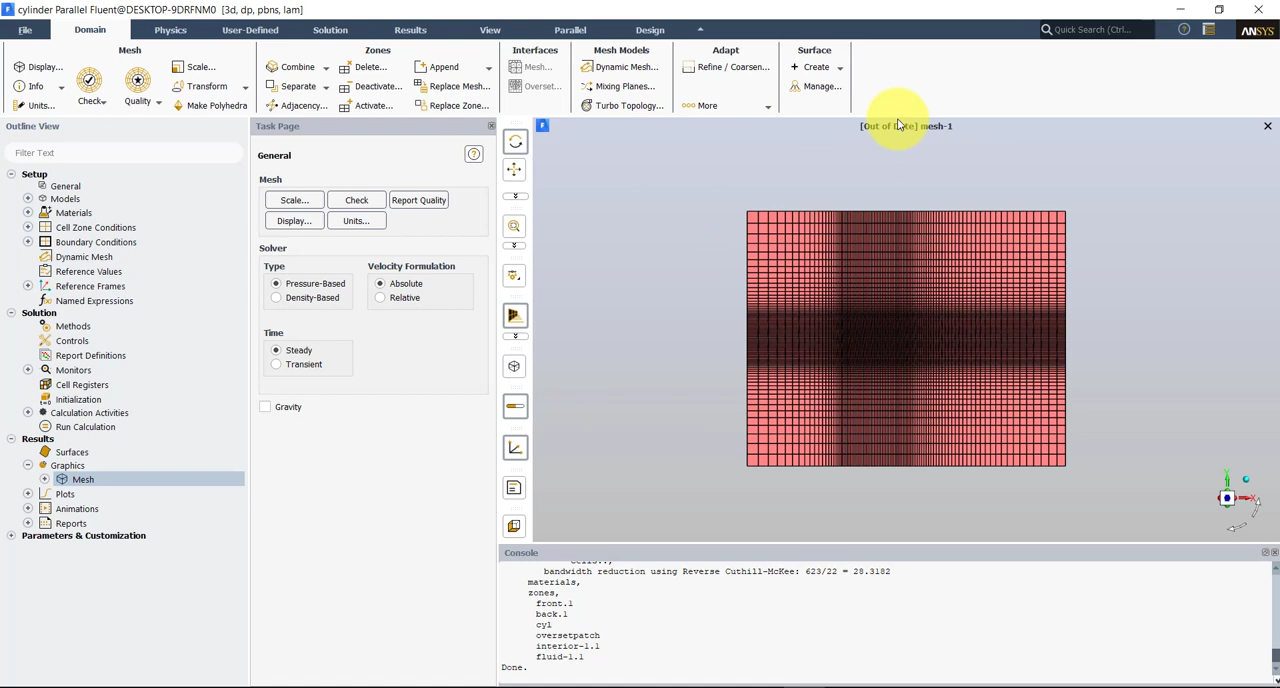 cylinder Parallel Fluent@DESKTOP-9DRFNM0 [3d, dp, pbns, lam]
File Domain Physics User-Defined Solution Results View Parallel Design Quick Search (Ctrl... ANSYS
Mesh Zones Interfaces Mesh Models Adapt Surface
Display... Scale... Combine Delete... Append Mesh... Dynamic Mesh... Refine / Coarsen... Create
Info Check Quality Transform Separate Deactivate... Replace Mesh... Overset... Mixing Planes... Manage...
Units... Make Polyhedra Adjacency... Activate... Replace Zone... Turbo Topology... More
Outline View
Filter Text
Setup
General
Models
Materials
Cell Zone Conditions
Boundary Conditions
Dynamic Mesh
Reference Values
Reference Frames
Named Expressions
Solution
Methods
Controls
Report Definitions
Monitors
Cell Registers
Initialization
Calculation Activities
Run Calculation
Results
Surfaces
Graphics
Mesh
Plots
Animations
Reports
Parameters & Customization
Task Page
General
Mesh
Scale... Check Report Quality
Display... Units...
Solver
Type Velocity Formulation
Pressure-Based Absolute
Density-Based Relative
Time
Steady
Transient
Gravity
[Out of Date] mesh-1
Y
X
Console
bandwidth reduction using Reverse Cuthill-McKee: 623/22 = 28.3182
materials,
zones,
front.1
back.1
cyl
oversetpatch
interior-1.1
fluid-1.1
Done.